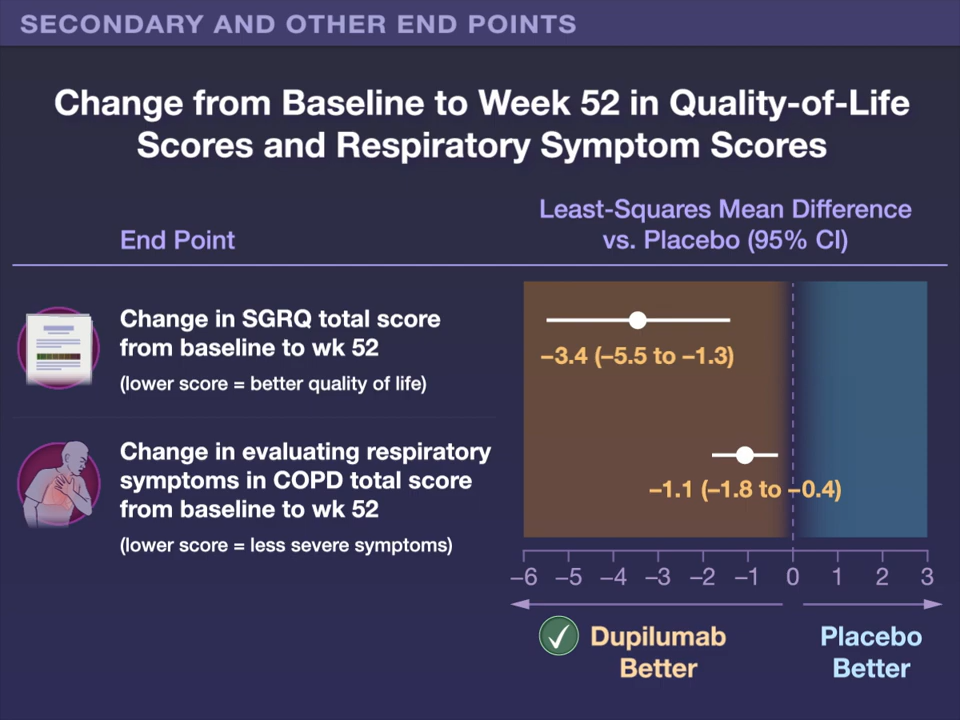 SECONDARY AND OTHER END POINTS
Change from Baseline to Week 52 in Quality-of-Life
Scores and Respiratory Symptom Scores
End Point
Least-Squares Mean Difference
vs. Placebo (95% CI)
Change in SGRQ total score
from baseline to wk 52
(lower score = better quality of life)
−3.4 (−5.5 to −1.3)
Change in evaluating respiratory
symptoms in COPD total score
from baseline to wk 52
(lower score = less severe symptoms)
−1.1 (−1.8 to −0.4)
−6 −5 −4 −3 −2 −1 0 1 2 3
Dupilumab
Better
Placebo
Better